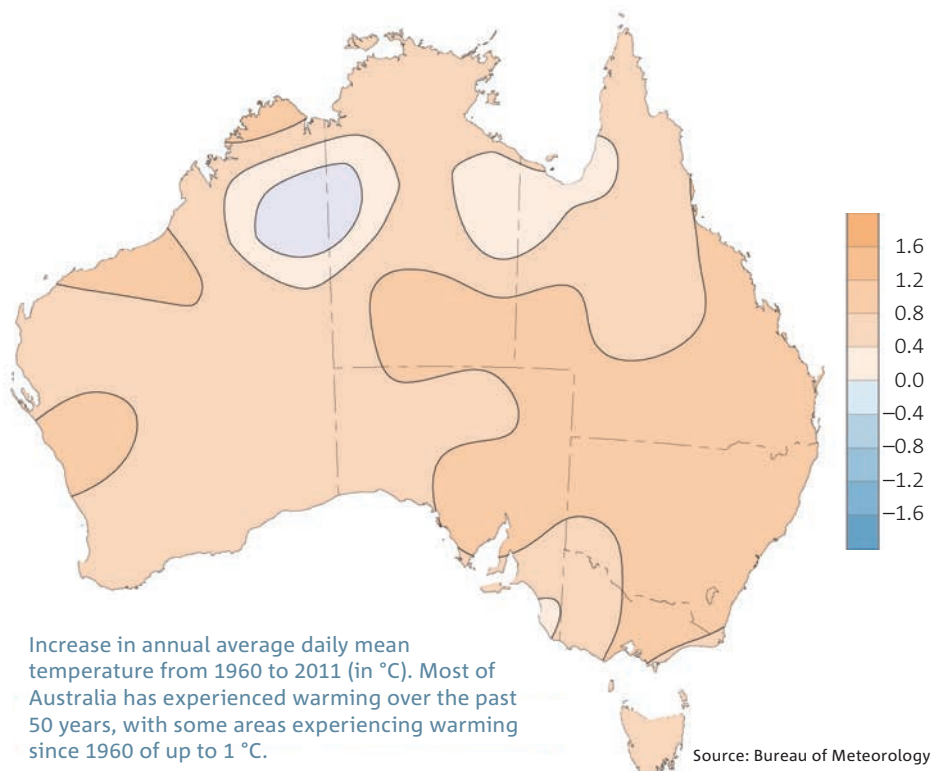 1.6
1.2
0.8
0.4
0.0
−0.4
−0.8
−1.2
−1.6
Increase in annual average daily mean
temperature from 1960 to 2011 (in °C). Most of
Australia has experienced warming over the past
50 years, with some areas experiencing warming
since 1960 of up to 1 °C.
Source: Bureau of Meteorology